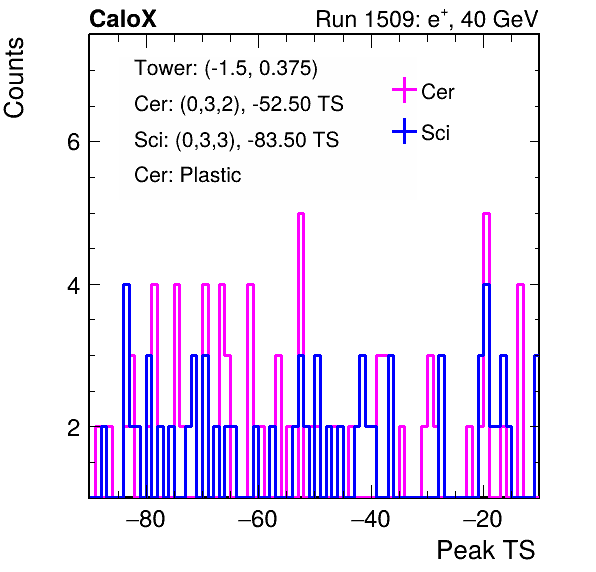 CaloX Run 1509: e⁺, 40 GeV
Counts
Tower: (-1.5, 0.375)
Cer: (0,3,2), -52.50 TS
Sci: (0,3,3), -83.50 TS
Cer: Plastic
Cer
Sci
6
4
2
−80 −60 −40 −20
Peak TS